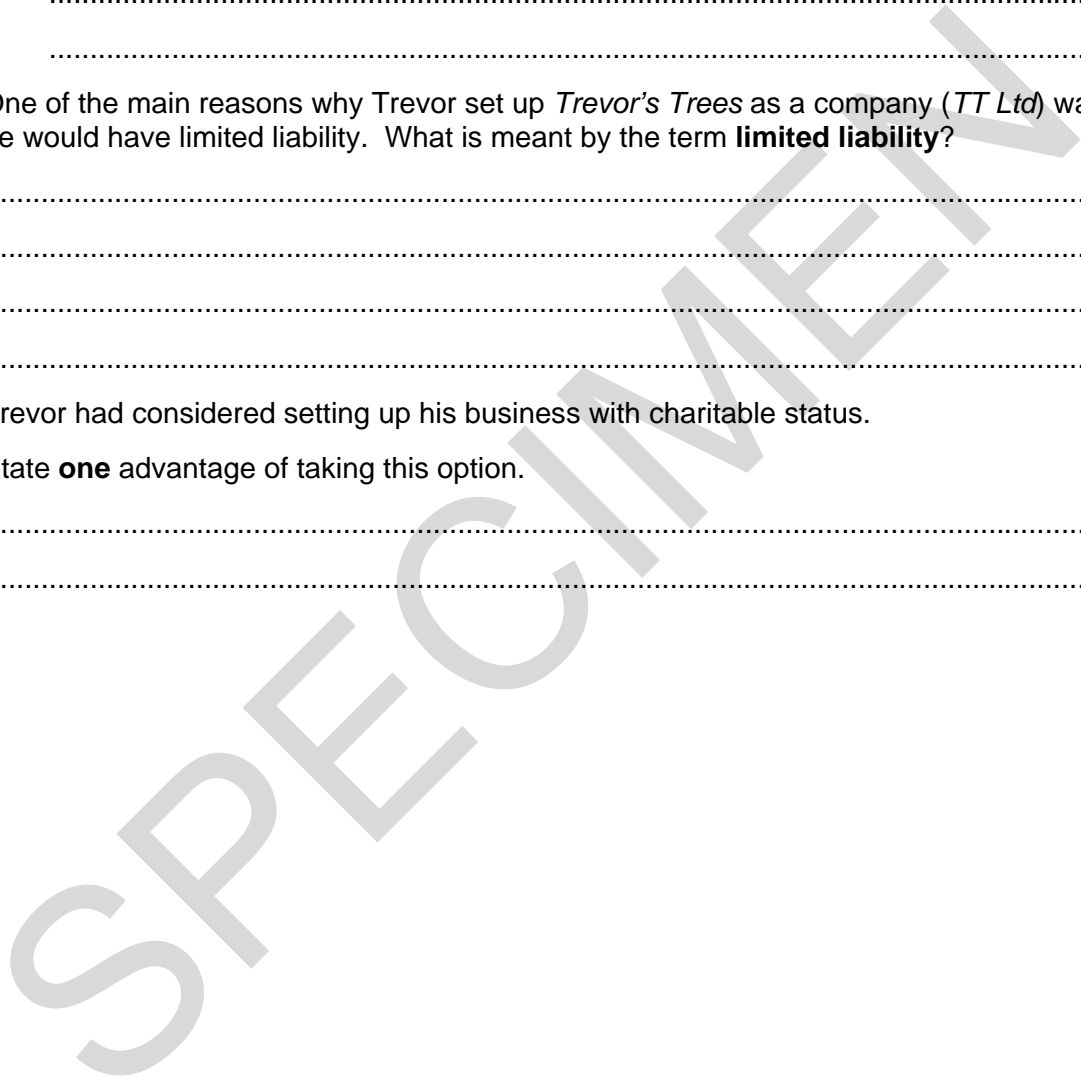 One of the main reasons why Trevor set up Trevor's Trees as a company (TT Ltd) wa
e would have limited liability. What is meant by the term limited liability?
revor had considered setting up his business with charitable status.
tate one advantage of taking this option.
SPECIMEN